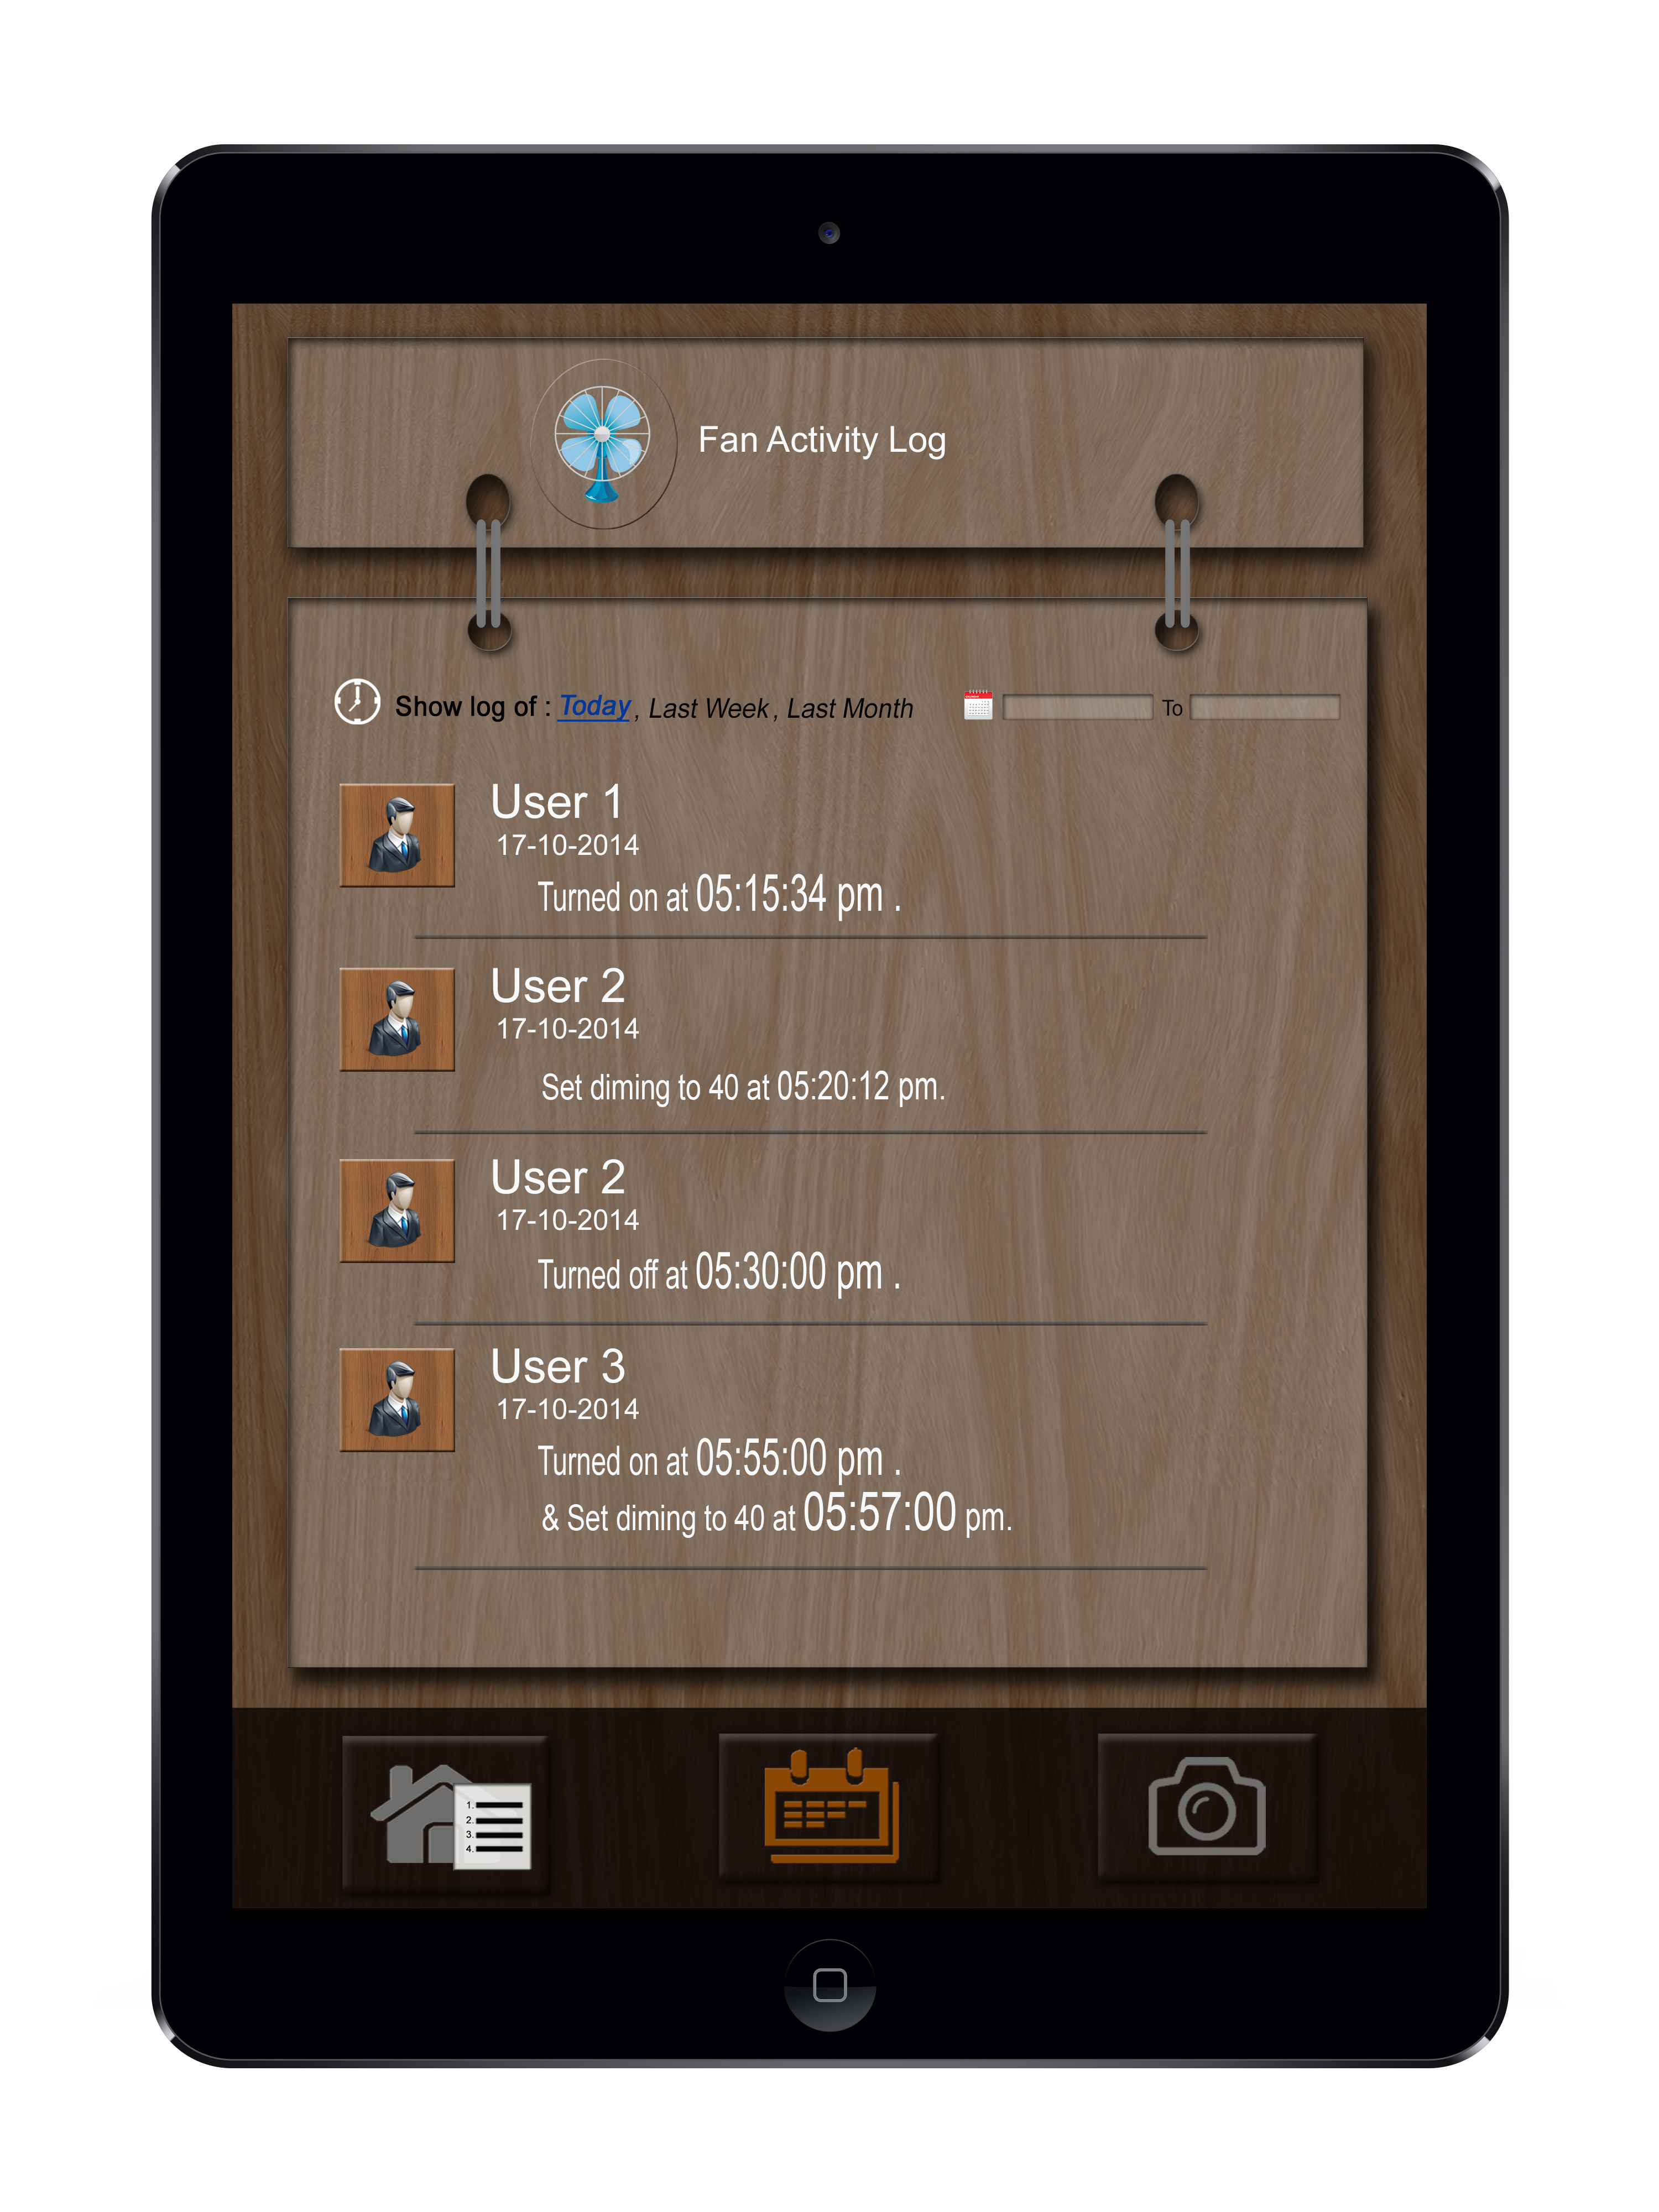 Fan Activity Log
Show log of : Today , Last Week , Last Month To
User 1
17-10-2014
Turned on at 05:15:34 pm .
User 2
17-10-2014
Set diming to 40 at 05:20:12 pm.
User 2
17-10-2014
Turned off at 05:30:00 pm .
User 3
17-10-2014
Turned on at 05:55:00 pm .
& Set diming to 40 at 05:57:00 pm.
1.
2.
3.
4.